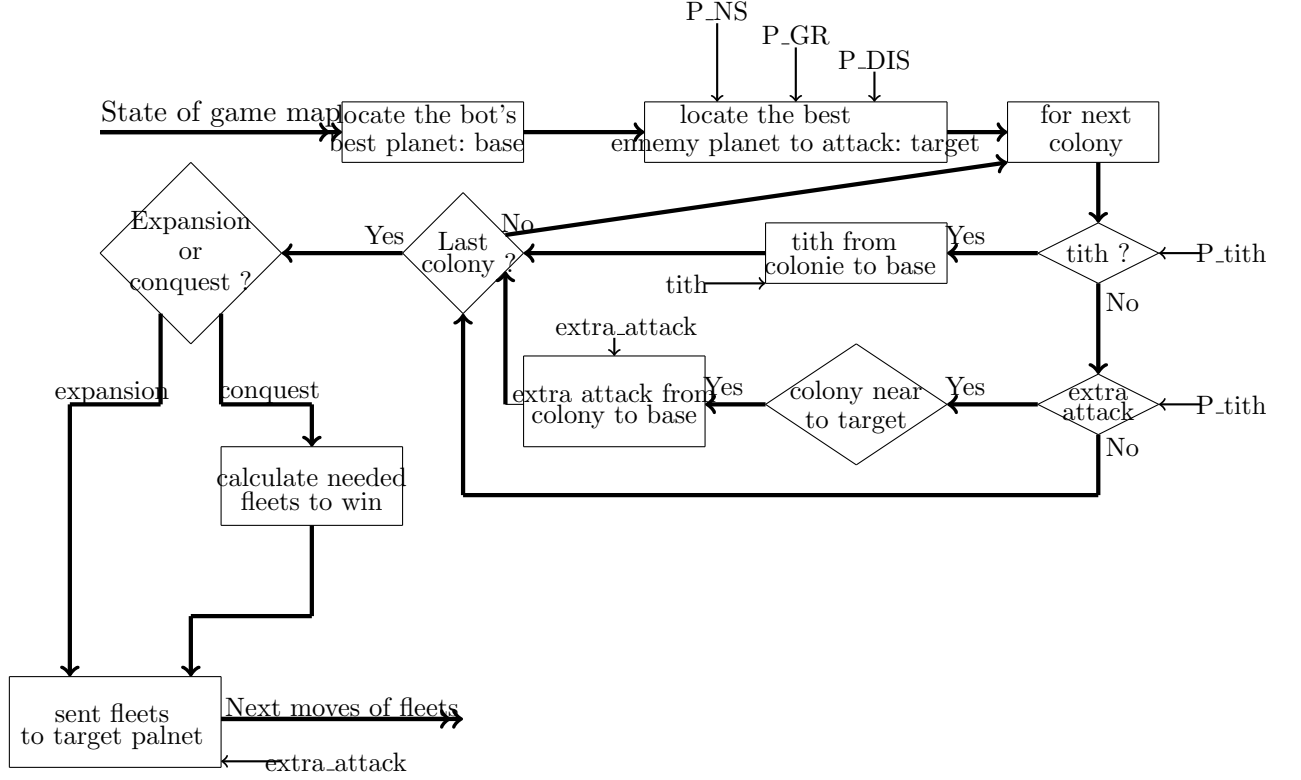 P_NS
P_GR
P_DIS
State of game map
locate the bot's
best planet: base
locate the best
ennemy planet to attack: target
for next
colony
Expansion
or
conquest ?
Yes
Last
colony ?
No
tith from
colonie to base
tith
Yes
tith ?
P_tith
No
extra_attack
extra attack from
colony to base
Yes
colony near
to target
Yes
extra
attack
P_tith
No
expansion
conquest
calculate needed
fleets to win
sent fleets
to target palnet
Next moves of fleets
extra_attack